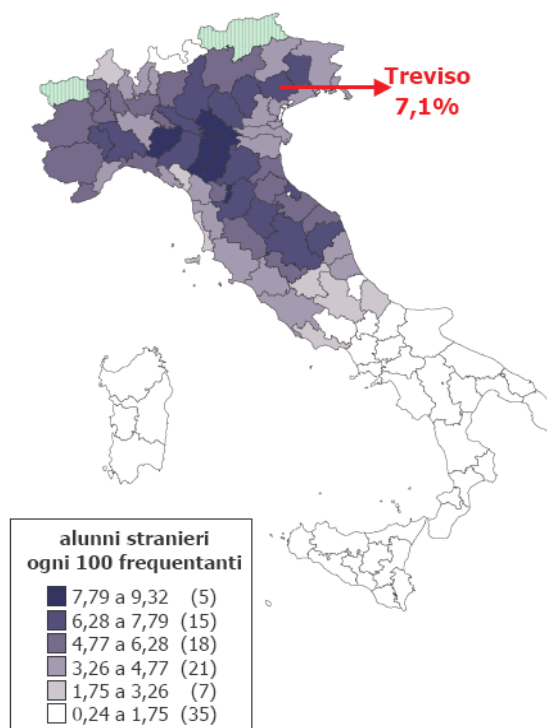 Treviso
7,1%
alunni stranieri
ogni 100 frequentanti
7,79 a 9,32 (5)
6,28 a 7,79 (15)
4,77 a 6,28 (18)
3,26 a 4,77 (21)
1,75 a 3,26 (7)
0,24 a 1,75 (35)